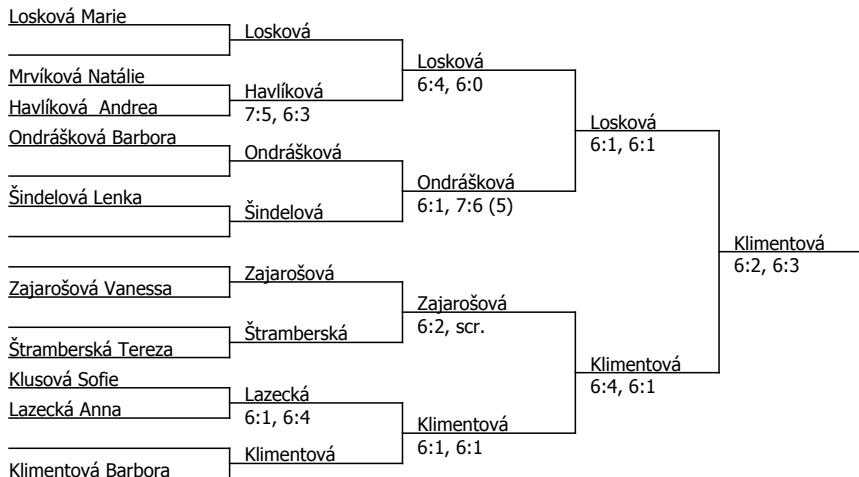 Losková Marie
Losková
Losková
6:4, 6:0
Mrvíková Natálie
Havlíková
7:5, 6:3
Havlíková  Andrea
Losková
6:1, 6:1
Ondrášková Barbora
Ondrášková
Ondrášková
6:1, 7:6 (5)
Šindelová Lenka
Šindelová
Klimentová
6:2, 6:3
Zajarošová
Zajarošová Vanessa
Zajarošová
6:2, scr.
Štramberská
Štramberská Tereza
Klimentová
6:4, 6:1
Klusová Sofie
Lazecká
6:1, 6:4
Lazecká Anna
Klimentová
6:1, 6:1
Klimentová
Klimentová Barbora